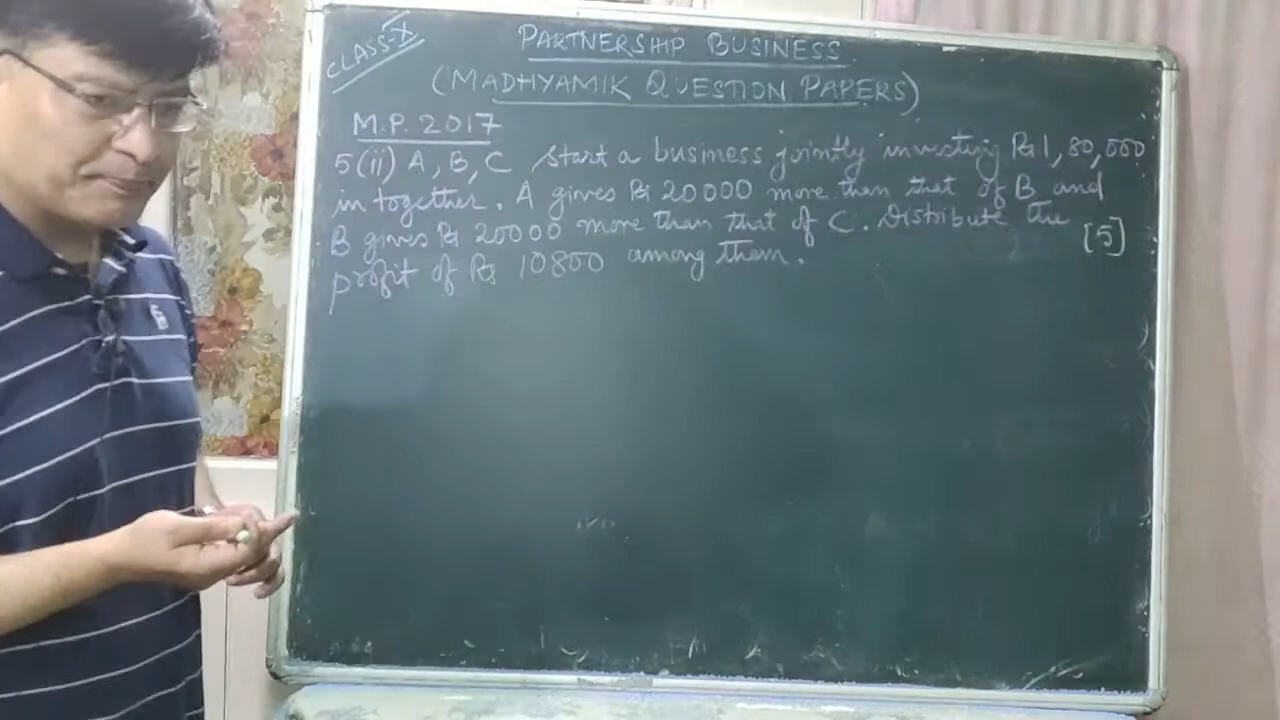 CLASS-X
PARTNERSHIP BUSINESS
(MADHYAMIK QUESTION PAPERS)
M.P. 2017
5(ii) A, B, C start a business jointly investing Rs 1,80,000
in together. A gives Rs 20000 more than that of B and
B gives Rs 20000 more than that of C. Distribute the
profit of Rs 10800 among them. [5]